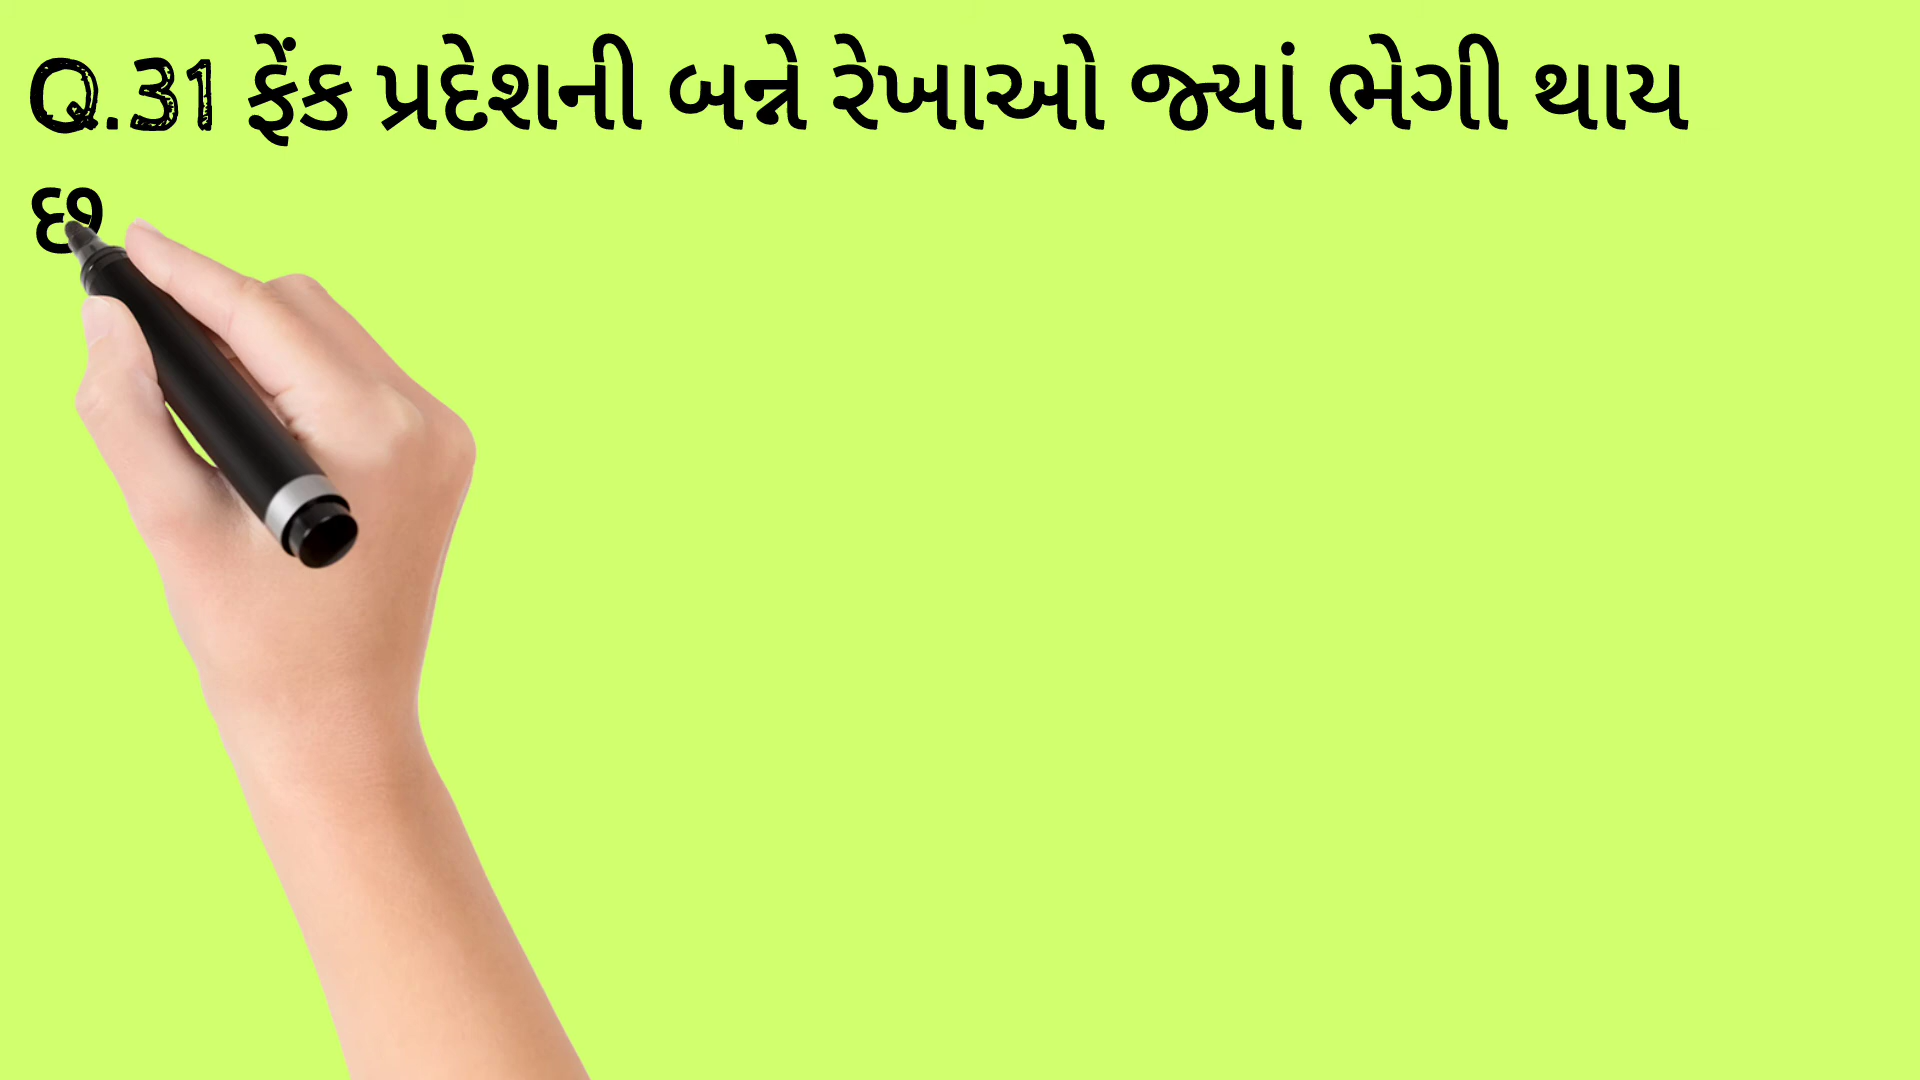 Q.31 ફેંક પ્રદેશની બન્ને રેખાઓ જ્યાં ભેગી થાય
છ